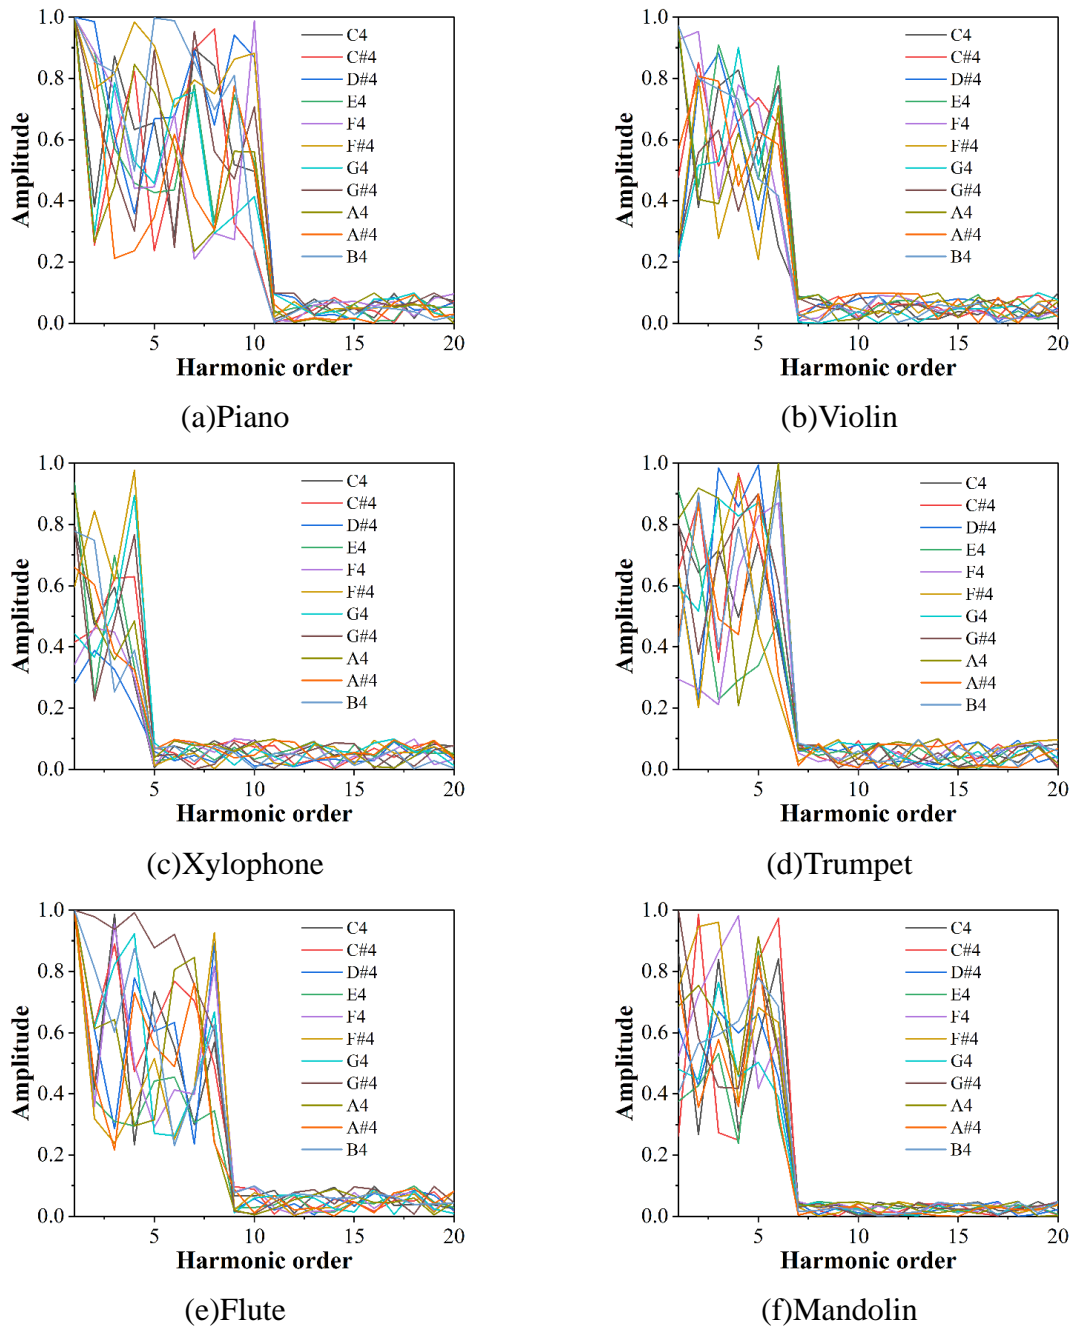 1.0
0.8
0.6
0.4
0.2
0.0
Amplitude
C4
C#4
D#4
E4
F4
F#4
G4
G#4
A4
A#4
B4
5 10 15 20
Harmonic order
(a)Piano
1.0
0.8
0.6
0.4
0.2
0.0
Amplitude
C4
C#4
D#4
E4
F4
F#4
G4
G#4
A4
A#4
B4
5 10 15 20
Harmonic order
(b)Violin
1.0
0.8
0.6
0.4
0.2
0.0
Amplitude
C4
C#4
D#4
E4
F4
F#4
G4
G#4
A4
A#4
B4
5 10 15 20
Harmonic order
(c)Xylophone
1.0
0.8
0.6
0.4
0.2
0.0
Amplitude
C4
C#4
D#4
E4
F4
F#4
G4
G#4
A4
A#4
B4
5 10 15 20
Harmonic order
(d)Trumpet
1.0
0.8
0.6
0.4
0.2
0.0
Amplitude
C4
C#4
D#4
E4
F4
F#4
G4
G#4
A4
A#4
B4
5 10 15 20
Harmonic order
(e)Flute
1.0
0.8
0.6
0.4
0.2
0.0
Amplitude
C4
C#4
D#4
E4
F4
F#4
G4
G#4
A4
A#4
B4
5 10 15 20
Harmonic order
(f)Mandolin